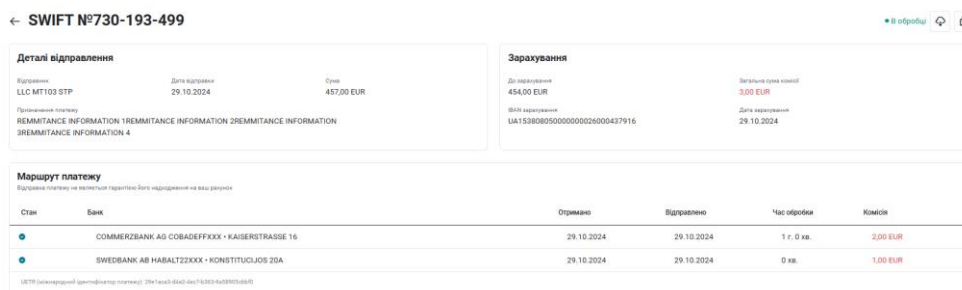 ← SWIFT №730-193-499
В обробці
Деталі відправлення
Відправник
Дата відправки
Сума
LLC MT103 STP
29.10.2024
457,00 EUR
Призначення платежу
REMMITANCE INFORMATION 1REMMITANCE INFORMATION 2REMMITANCE INFORMATION
3REMMITANCE INFORMATION 4
Зарахування
До зарахування
Загальна сума комісії
454,00 EUR
3,00 EUR
IBAN зарахування
Дата зарахування
UA153808050000000026000437916
29.10.2024
Маршрут платежу
Відправка платежу не являється гарантією його надходження на ваш рахунок
Стан Банк Отримано Відправлено Час обробки Комісія
COMMERZBANK AG COBADEFFXXX • KAISERSTRASSE 16 29.10.2024 29.10.2024 1 г. 0 хв. 2,00 EUR
SWEDBANK AB HABALT22XXX • KONSTITUCIJOS 20A 29.10.2024 29.10.2024 0 хв. 1,00 EUR
UETR (міжнародний ідентифікатор платежу):